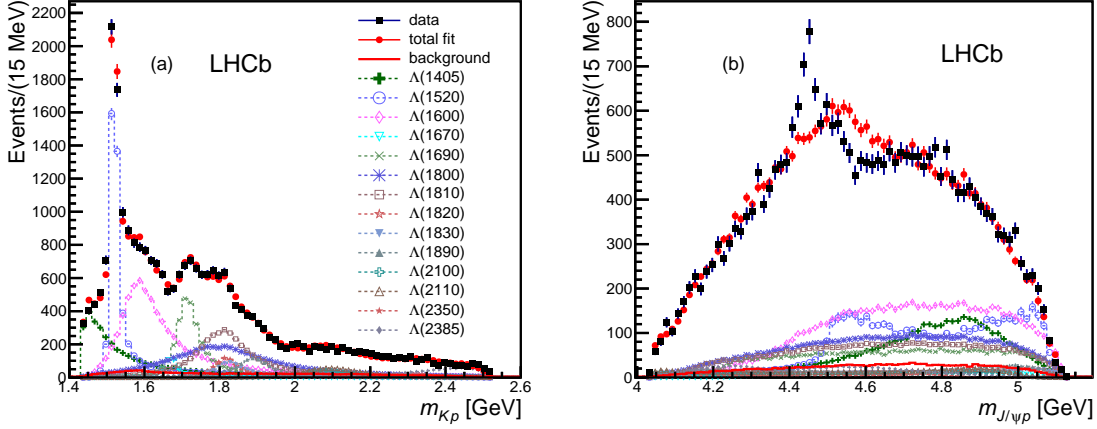 Events/(15 MeV)
2200
2000
1800
1600
1400
1200
1000
800
600
400
200
0
1.4
1.6
1.8
2
2.2
2.4
2.6
m_{Kp} [GeV]
(a)
LHCb
data
total fit
background
Λ(1405)
Λ(1520)
Λ(1600)
Λ(1670)
Λ(1690)
Λ(1800)
Λ(1810)
Λ(1820)
Λ(1830)
Λ(1890)
Λ(2100)
Λ(2110)
Λ(2350)
Λ(2385)
Events/(15 MeV)
800
700
600
500
400
300
200
100
0
4
4.2
4.4
4.6
4.8
5
m_{J/ψp} [GeV]
(b)
LHCb